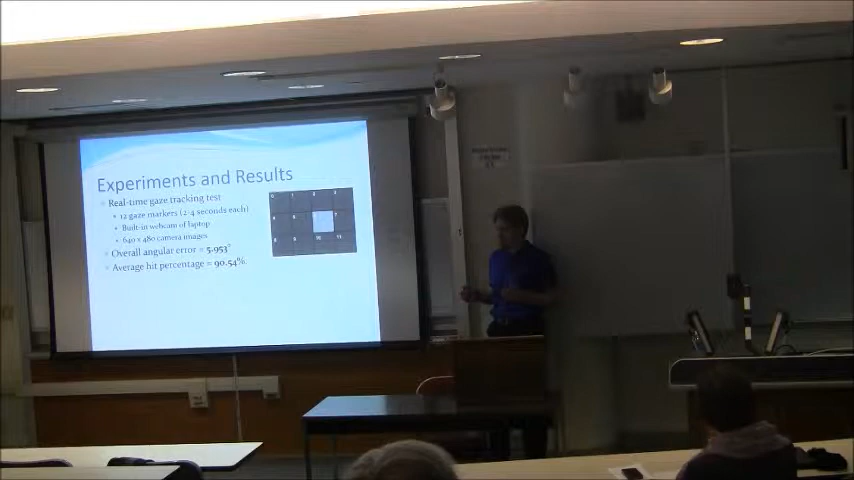 Experiments and Results
Real-time gaze tracking test
12 gaze markers (2-4 seconds each)
Built-in webcam of laptop
640 x 480 camera images
Overall angular error = 5.953°
Average hit percentage = 90.54%